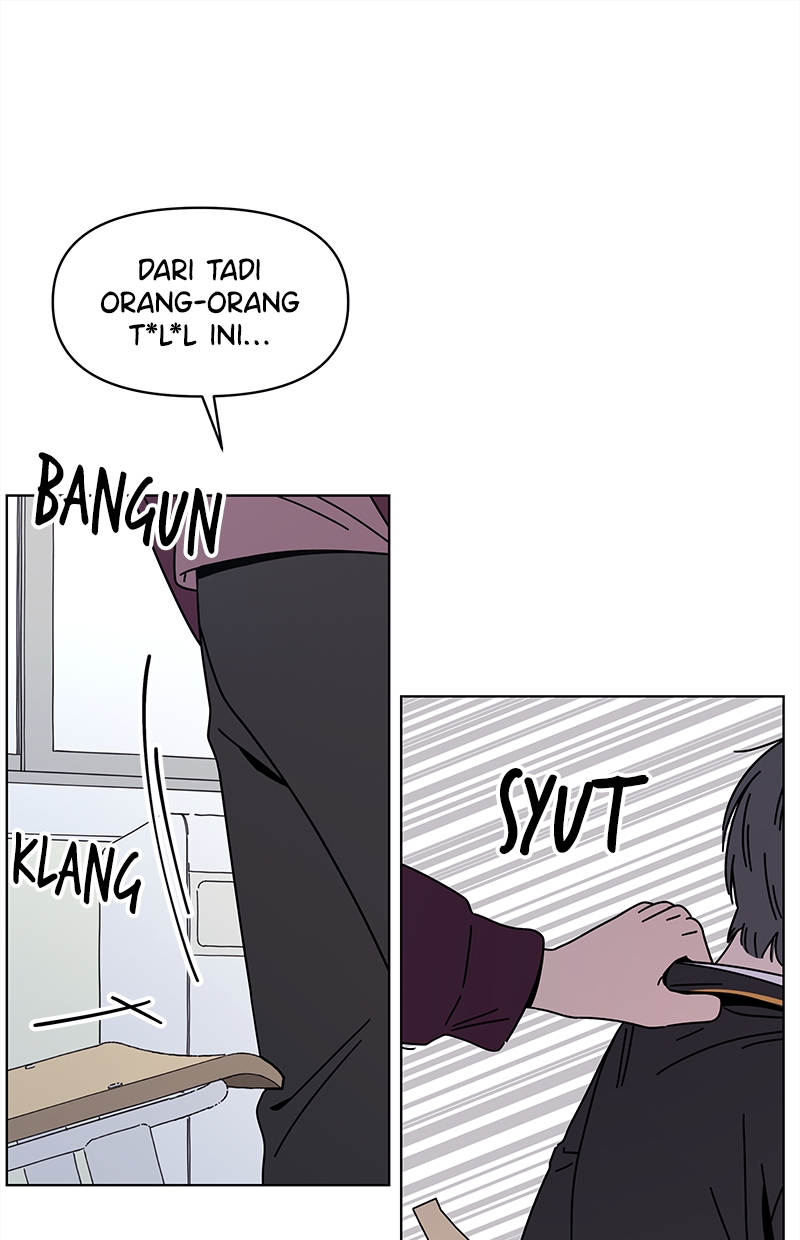 DARI TADI
ORANG-ORANG
T*L*L INI...
BANGUN
KLANG
SYUT